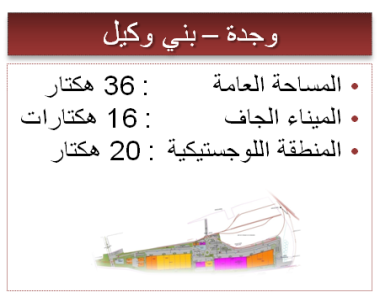 وجدة – بني وكيل
• المساحة العامة : 36 هكتار
• الميناء الجاف : 16 هكتارات
• المنطقة اللوجستيكية : 20 هكتار